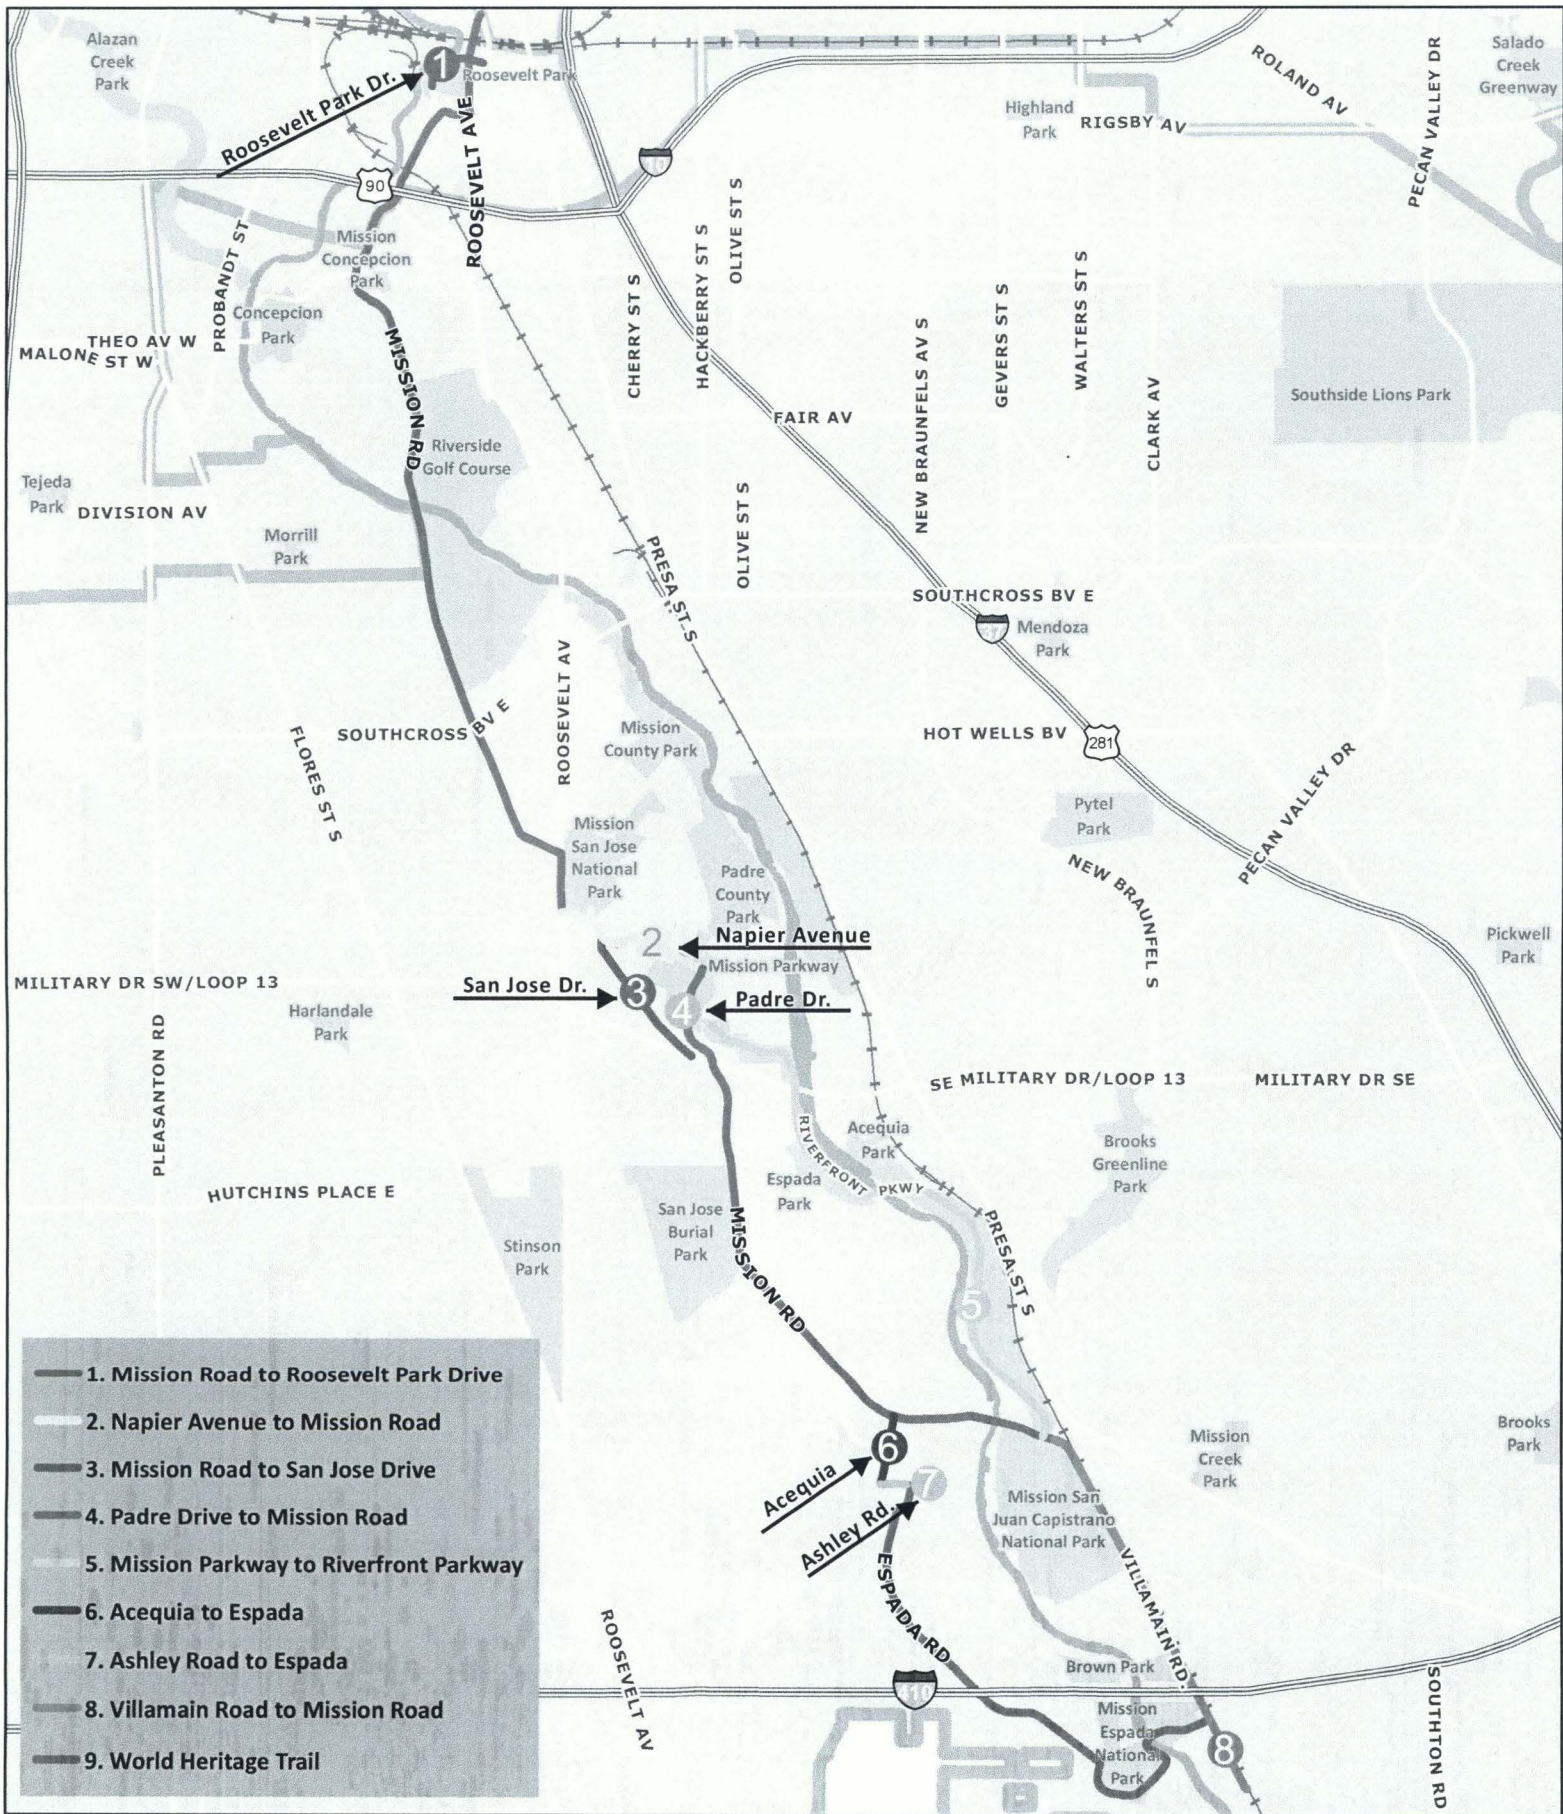 Alazan
Creek
Park
1
Roosevelt Park
Roosevelt Park Dr.
ROOSEVELT AVE
ROLAND AV
PECAN VALLEY DR
Salado
Creek
Greenway
Highland
Park
RIGSBY AV
10
90
Mission
Concepcion
Park
PROBANDT ST
Concepcion
Park
THEO AV W
MALONE ST W
MISSION RD
CHERRY ST S
HACKBERRY ST S
OLIVE ST S
NEW BRAUNFELS AV S
GEVERS ST S
WALTERS ST S
CLARK AV
Southside Lions Park
FAIR AV
Riverside
Golf Course
Tejeda
Park
DIVISION AV
Morrill
Park
PRESA ST S
OLIVE ST S
SOUTHCROSS BV E
37
Mendoza
Park
ROOSEVELT AV
SOUTHCROSS BV E
FLORES ST S
Mission
County Park
HOT WELLS BV
281
PECAN VALLEY DR
Pytel
Park
NEW BRAUNFEL S
Mission
San Jose
National
Park
Padre
County
Park
2
Napier Avenue
Mission Parkway
Pickwell
Park
MILITARY DR SW/LOOP 13
San Jose Dr.
3
4
Padre Dr.
Harlandale
Park
PLEASANTON RD
SE MILITARY DR/LOOP 13
MILITARY DR SE
Acequia
Park
RIVERFRONT PKWY
Brooks
Greenline
Park
Espada
Park
HUTCHINS PLACE E
San Jose
Burial
Park
MISSION RD
Stinson
Park
PRESA ST S
5
1. Mission Road to Roosevelt Park Drive
2. Napier Avenue to Mission Road
3. Mission Road to San Jose Drive
4. Padre Drive to Mission Road
5. Mission Parkway to Riverfront Parkway
6. Acequia to Espada
7. Ashley Road to Espada
8. Villamain Road to Mission Road
9. World Heritage Trail
6
7
Acequia
Ashley Rd.
Mission
Creek
Park
Brooks
Park
Mission San
Juan Capistrano
National Park
ESPADA RD
VILLAMAIN RD.
ROOSEVELT AV
410
Brown Park
Mission
Espada
National
Park
8
SOUTHTON RD